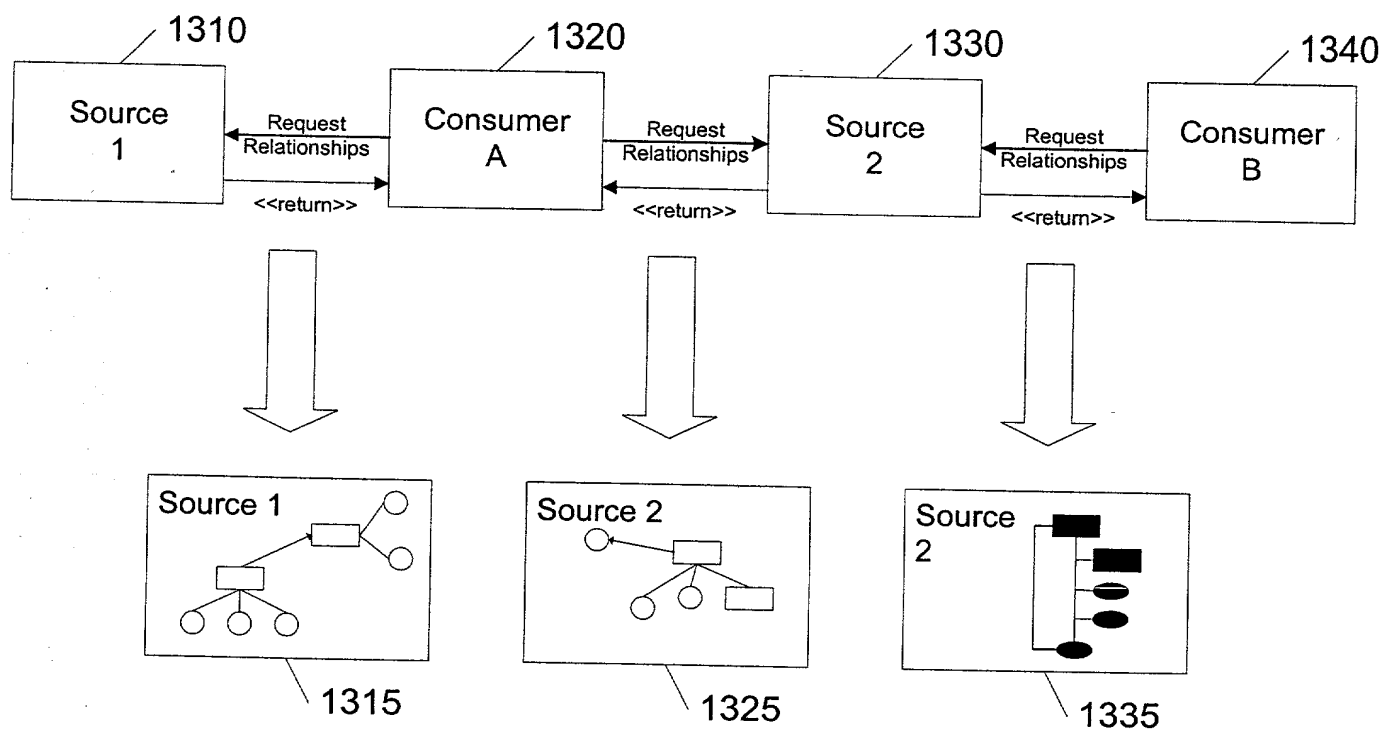 1310
1320
1330
1340
Source
1
Request
Relationships
<<return>>
Consumer
A
Request
Relationships
<<return>>
Source
2
Request
Relationships
<<return>>
Consumer
B
Source 1
Source 2
Source
2
1315
1325
1335